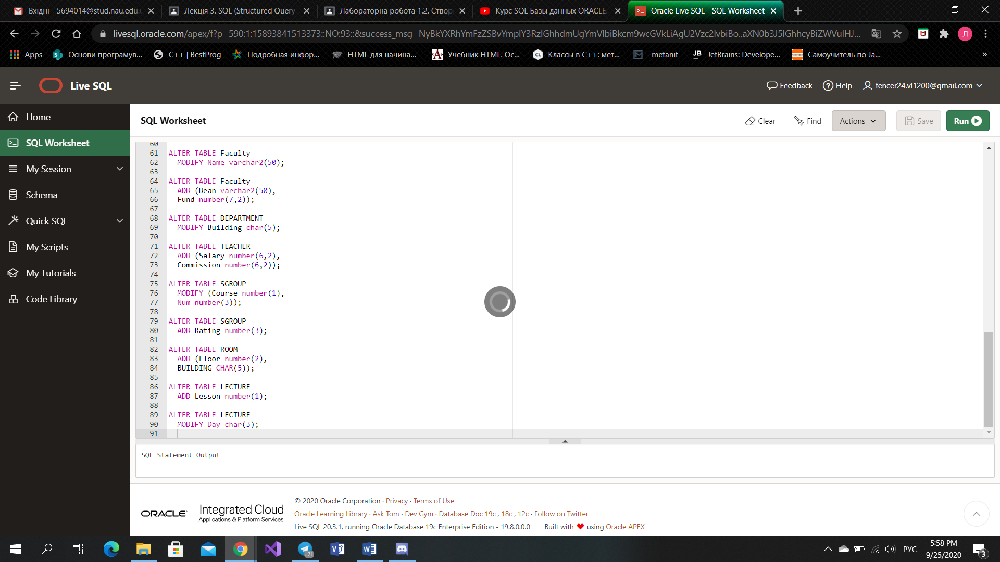 Вхідні - 5694014@stud.nau.edu.u
Лекція 3. SQL (Structured Query
Лабораторна робота 1.2. Створ
Курс SQL Базы данных ORACLE.
Oracle Live SQL - SQL Worksheet
livesql.oracle.com/apex/f?p=590:1:15893841513373::NO:93::&success_msg=NyBkYXRhYmFzZSBvYmplY3RzIGhhdmUgYmVlbiBkcm9wcGVkLiAgU2Vzc2lvbiBo.,aXN0b3J5IGhhcyBiZWVuIHJ...
Apps
Основи програмув...
C++ | BestProg
Подробная инфор...
HTML для начина...
Учебник HTML. Ос...
Классы в C++: мет...
_metanit_
JetBrains: Develope...
Самоучитель по Ja...
»
Live SQL
Feedback
Help
fencer24.vl1200@gmail.com
Home
SQL Worksheet
My Session
Schema
Quick SQL
My Scripts
My Tutorials
Code Library
SQL Worksheet
Clear
Find
Actions
Save
Run
60
61 ALTER TABLE Faculty
62 MODIFY Name varchar2(50);
63
64 ALTER TABLE Faculty
65 ADD (Dean varchar2(50),
66 Fund number(7,2));
67
68 ALTER TABLE DEPARTMENT
69 MODIFY Building char(5);
70
71 ALTER TABLE TEACHER
72 ADD (Salary number(6,2),
73 Commission number(6,2));
74
75 ALTER TABLE SGROUP
76 MODIFY (Course number(1),
77 Num number(3));
78
79 ALTER TABLE SGROUP
80 ADD Rating number(3);
81
82 ALTER TABLE ROOM
83 ADD (Floor number(2),
84 BUILDING CHAR(5));
85
86 ALTER TABLE LECTURE
87 ADD Lesson number(1);
88
89 ALTER TABLE LECTURE
90 MODIFY Day char(3);
91
SQL Statement Output
ORACLE Integrated Cloud
Applications & Platform Services
© 2020 Oracle Corporation · Privacy · Terms of Use
Oracle Learning Library · Ask Tom · Dev Gym · Database Doc 19c, 18c, 12c · Follow on Twitter
Live SQL 20.3.1, running Oracle Database 19c Enterprise Edition - 19.8.0.0.0 Built with ❤ using Oracle APEX
..71
РУС
5:58 PM
9/25/2020
3